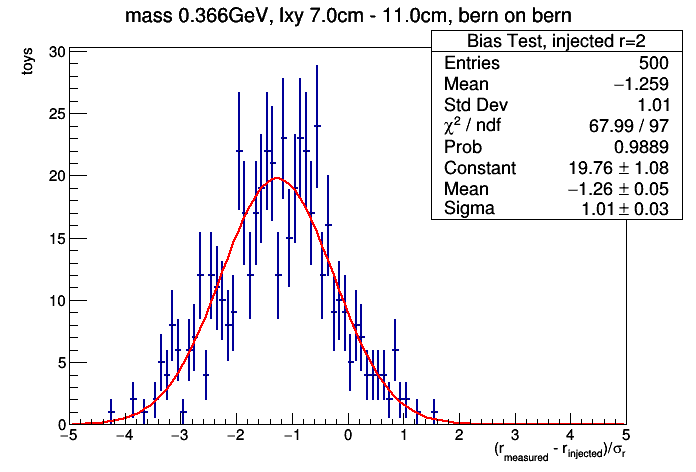 mass 0.366GeV, lxy 7.0cm - 11.0cm, bern on bern
Bias Test, injected r=2
Entries 500
Mean −1.259
Std Dev 1.01
χ² / ndf 67.99 / 97
Prob 0.9889
Constant 19.76 ± 1.08
Mean −1.26 ± 0.05
Sigma 1.01 ± 0.03
toys
30
25
20
15
10
5
0
−5 −4 −3 −2 −1 0 1 2 3 4 5
(r_measured - r_injected)/σ_r